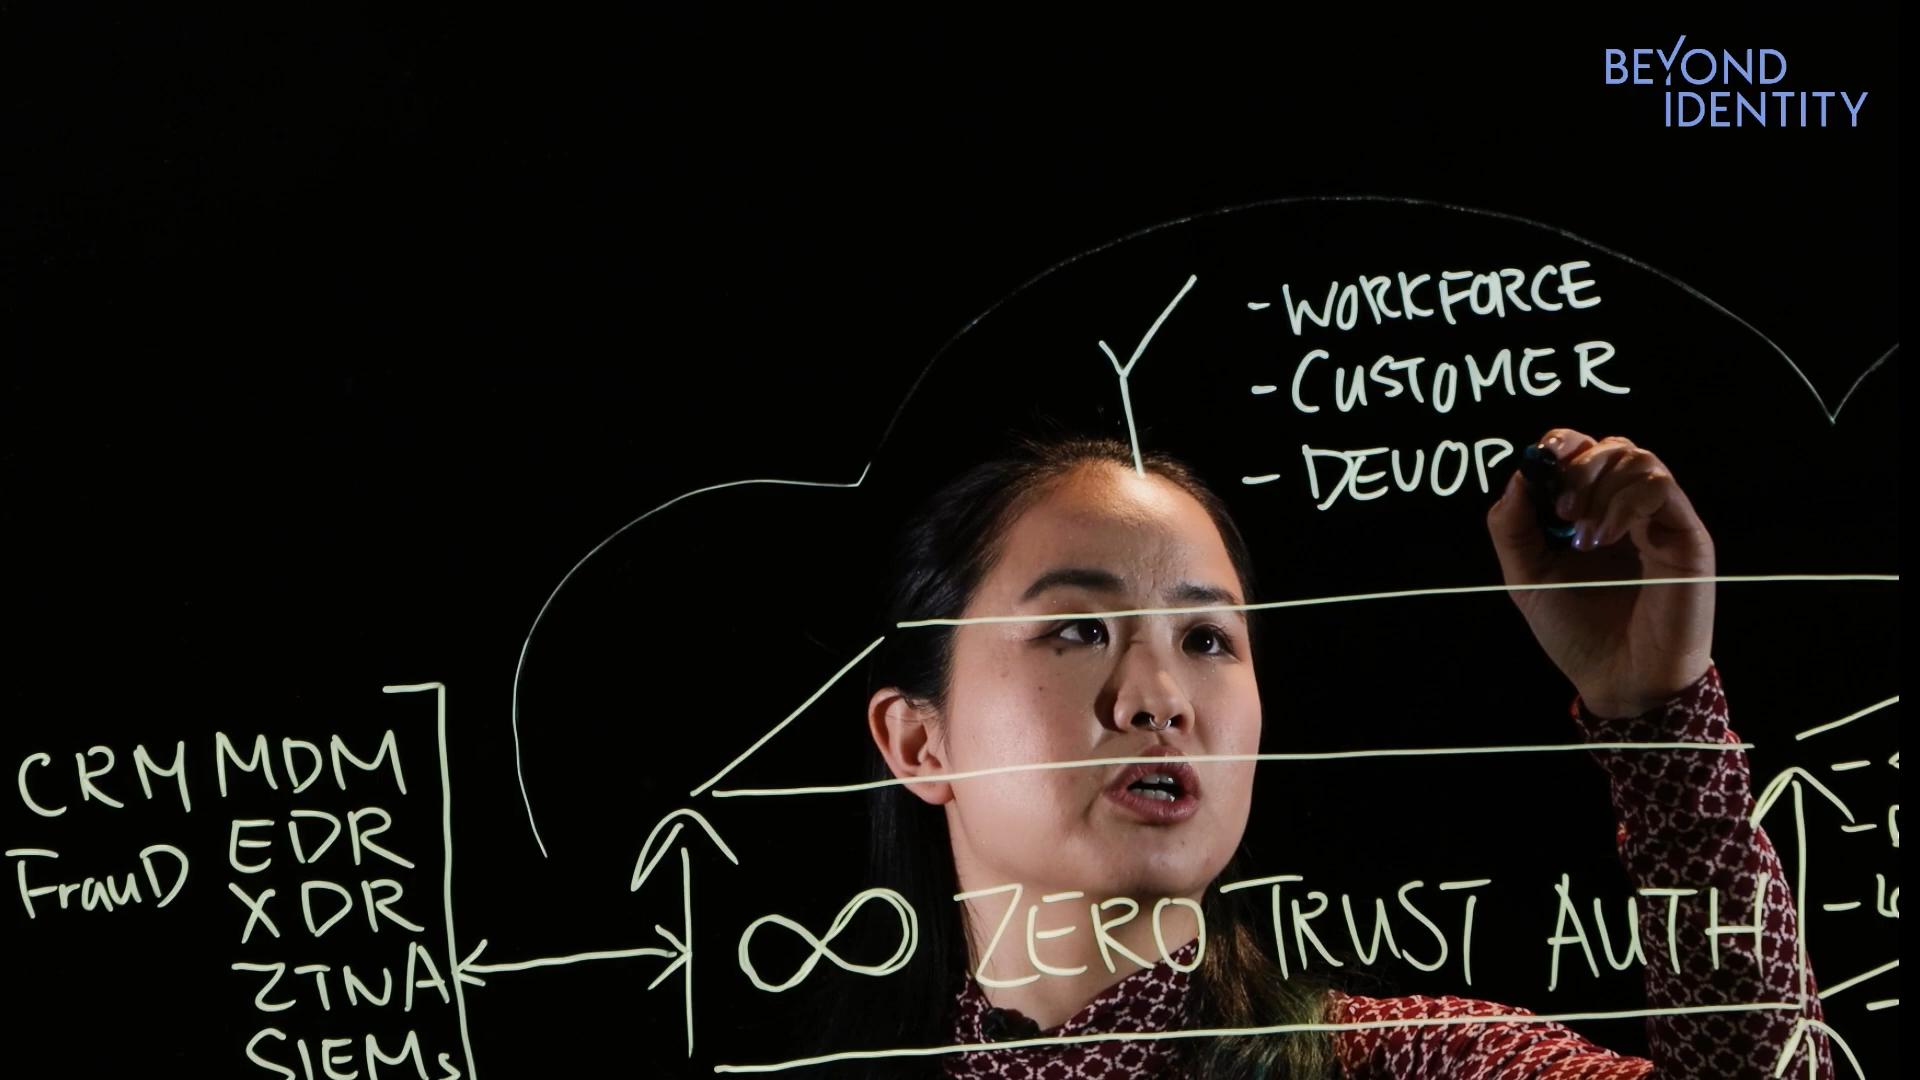 BEYOND
IDENTITY
- WORKFORCE
- CUSTOMER
- DEVOP
CRM MDM
FrauD EDR
XDR
ZTNA
SIEMs
∞ ZERO TRUST AUTH